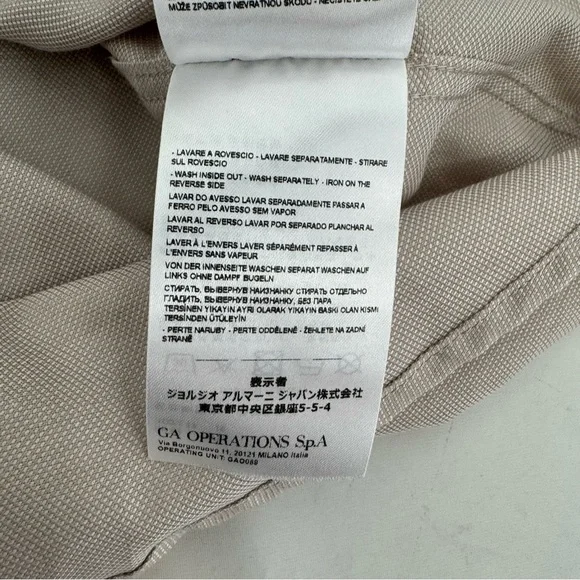 MŮŽE ZPŮSOBIT NEVRATNOU ŠKODU - NEČISTĚTE
- LAVARE A ROVESCIO - LAVARE SEPARATAMENTE - STIRARE
SUL ROVESCIO
- WASH INSIDE OUT - WASH SEPARATELY - IRON ON THE
REVERSE SIDE
LAVAR DO AVESSO LAVAR SEPARADAMENTE PASSAR A
FERRO PELO AVESSO SEM VAPOR
LAVAR AL REVERSO LAVAR POR SEPARADO PLANCHAR AL
REVERSO
LAVER À L'ENVERS LAVER SÉPARÉMENT REPASSER À
L'ENVERS SANS VAPEUR
VON DER INNENSEITE WASCHEN SEPARAT WASCHEN AUF
LINKS OHNE DAMPF BUGELN
СТИРАТЬ, ВЫВЕРНУВ НАИЗНАНКУ СТИРАТЬ ОТДЕЛЬНО
ГЛАДИТЬ, ВЫВЕРНУВ НАИЗНАНКУ, БЕЗ ПАРА
TERSİNEN YIKAYIN AYRI OLARAK YIKAYIN BASKI OLAN KISMI
TERSİNDEN ÜTÜLEYİN
- PERTE NARUBY - PERTE ODDĚLENĚ - ŽEHLETE NA ZADNÍ
STRANĚ
表示者
ジョルジオ アルマーニ ジャパン株式会社
東京都中央区銀座5-5-4
GA OPERATIONS S.p.A
Via Borgonuovo 11, 20121 MILANO Italia
OPERATING UNIT: GAO059